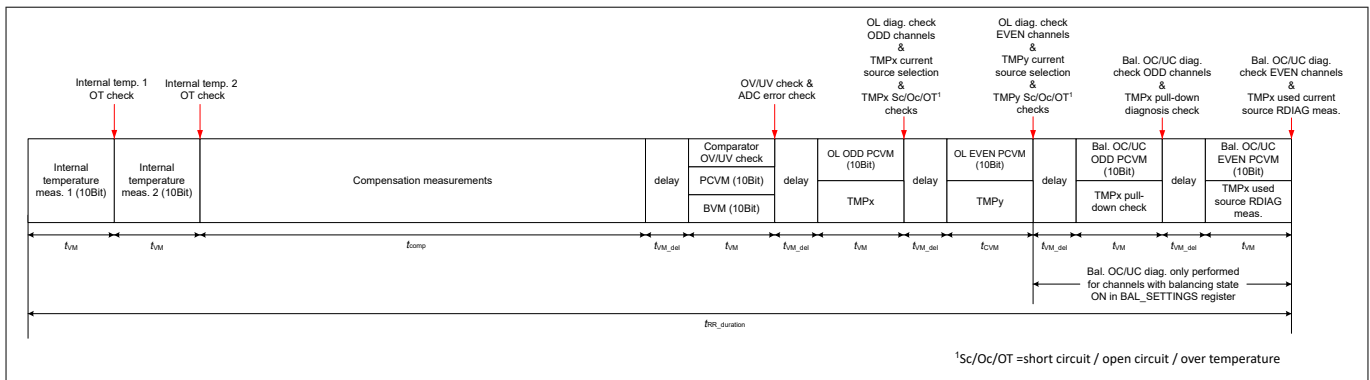 Internal temp. 1
OT check
Internal temp. 2
OT check
OV/UV check &
ADC error check
OL diag. check
ODD channels
&
TMPx current
source selection
&
TMPx Sc/Oc/OT¹
checks
OL diag. check
EVEN channels
&
TMPy current
source selection
&
TMPy Sc/Oc/OT¹
checks
Bal. OC/UC diag.
check ODD channels
&
TMPx pull-down
diagnosis check
Bal. OC/UC diag.
check EVEN channels
&
TMPx used current
source RDIAG meas.
Internal
temperature
meas. 1 (10Bit)
Internal
temperature
meas. 2 (10Bit)
Compensation measurements
delay
Comparator
OV/UV check
PCVM (10Bit)
BVM (10Bit)
delay
OL ODD PCVM
(10Bit)
TMPx
delay
OL EVEN PCVM
(10Bit)
TMPy
delay
Bal. OC/UC
ODD PCVM
(10Bit)
TMPx pull-
down check
delay
Bal. OC/UC
EVEN PCVM
(10Bit)
TMPx used
source RDIAG
meas.
tVM
tVM
tcomp
tVM_del
tVM
tVM_del
tVM
tVM_del
tCVM
tVM_del
tVM
tVM_del
tVM
Bal. OC/UC diag. only performed
for channels with balancing state
ON in BAL_SETTINGS register
tRR_duration
¹Sc/Oc/OT =short circuit / open circuit / over temperature